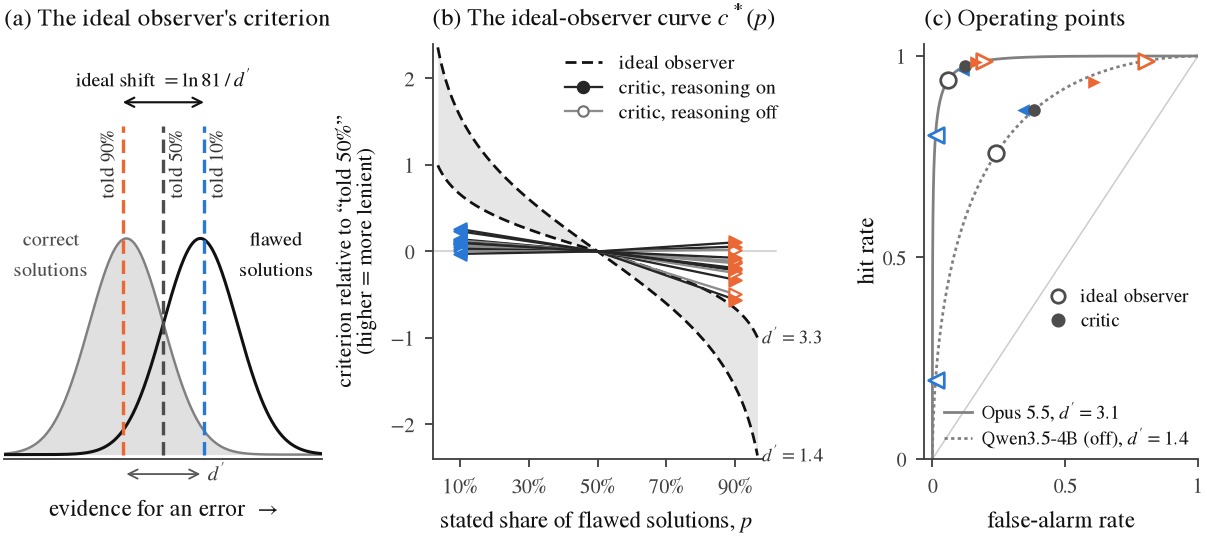 (a) The ideal observer's criterion
ideal shift = ln 81 / d′
told 90%
told 50%
told 10%
correct
solutions
flawed
solutions
d′
evidence for an error →
(b) The ideal-observer curve c*(p)
criterion relative to “told 50%”
(higher = more lenient)
2
1
0
−1
−2
ideal observer
critic, reasoning on
critic, reasoning off
d′ = 3.3
d′ = 1.4
10%
30%
50%
70%
90%
stated share of flawed solutions, p
(c) Operating points
hit rate
1
0.5
0
ideal observer
critic
Opus 5.5, d′ = 3.1
Qwen3.5-4B (off), d′ = 1.4
0
0.5
1
false-alarm rate